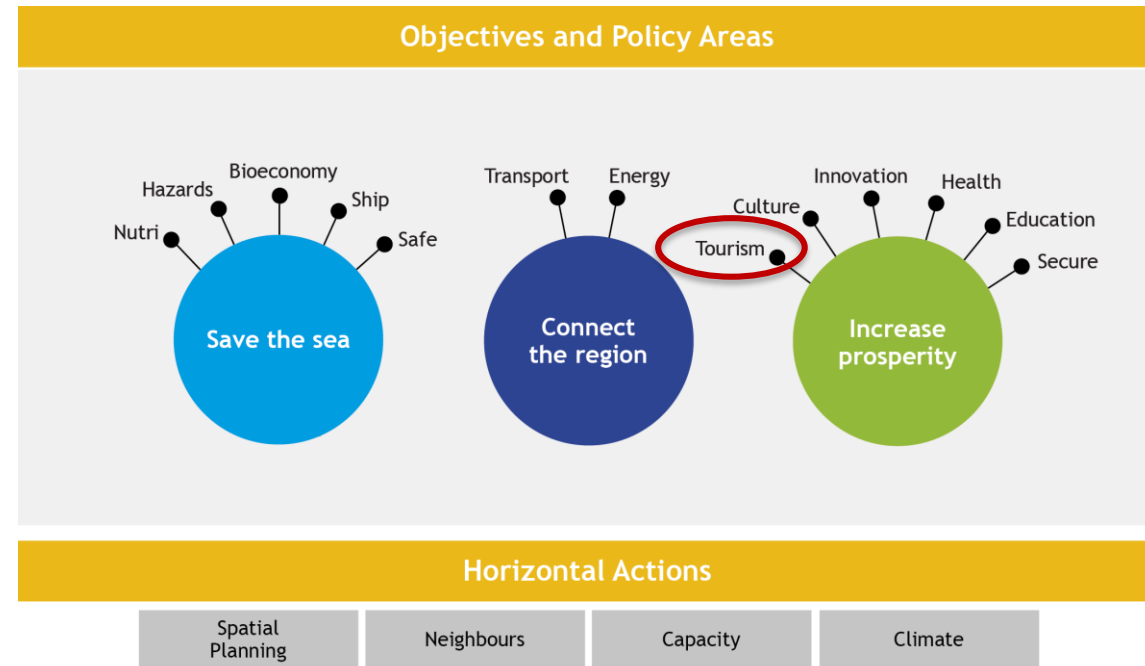 Objectives and Policy Areas
Nutri
Hazards
Bioeconomy
Ship
Safe
Save the sea
Transport
Energy
Connect
the region
Tourism
Culture
Innovation
Health
Education
Secure
Increase
prosperity
Horizontal Actions
Spatial
Planning
Neighbours
Capacity
Climate